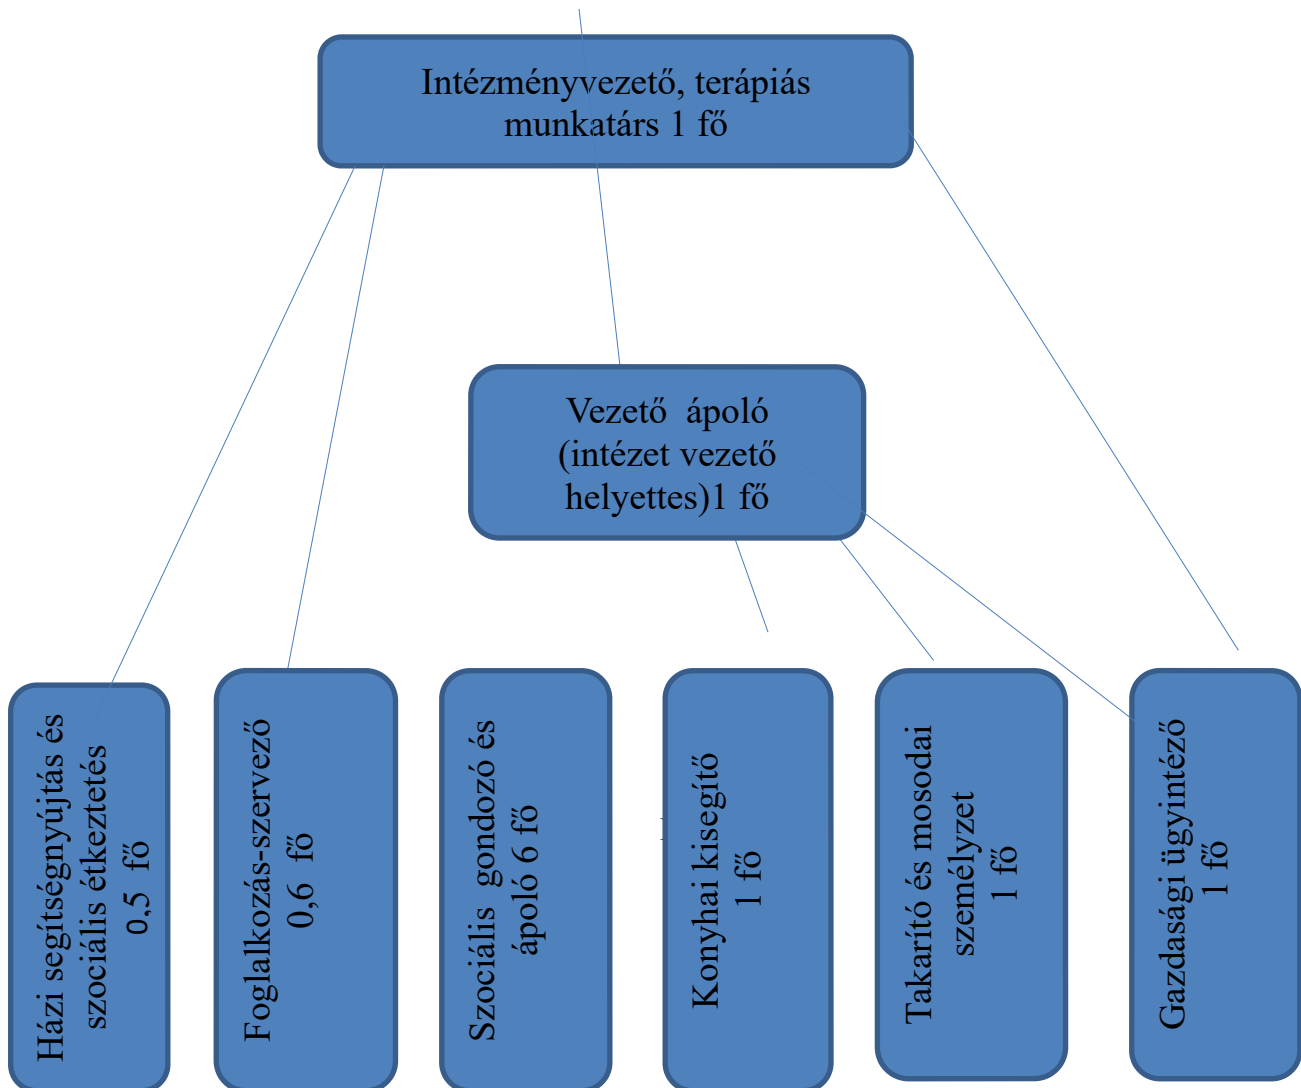 Intézményvezető, terápiás
munkatárs 1 fő
Vezető  ápoló
(intézet vezető
helyettes)1 fő
Házi segítségnyújtás és
szociális étkeztetés
0,5  fő
Foglalkozás-szervező
0,6  fő
Szociális  gondozó és
ápoló 6 fő
Konyhai kisegítő
1 fő
Takarító és mosodai
személyzet
1 fő
Gazdasági ügyintéző
1 fő